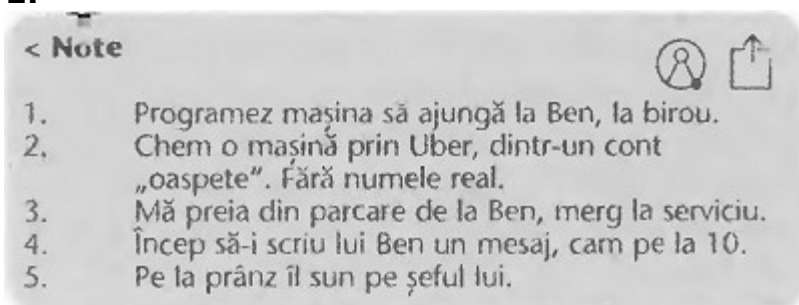 < Note
1. Programez mașina să ajungă la Ben, la birou.
2. Chem o mașină prin Uber, dintr-un cont
„oaspete”. Fără numele real.
3. Mă preia din parcare de la Ben, merg la serviciu.
4. Încep să-i scriu lui Ben un mesaj, cam pe la 10.
5. Pe la prânz îl sun pe șeful lui.